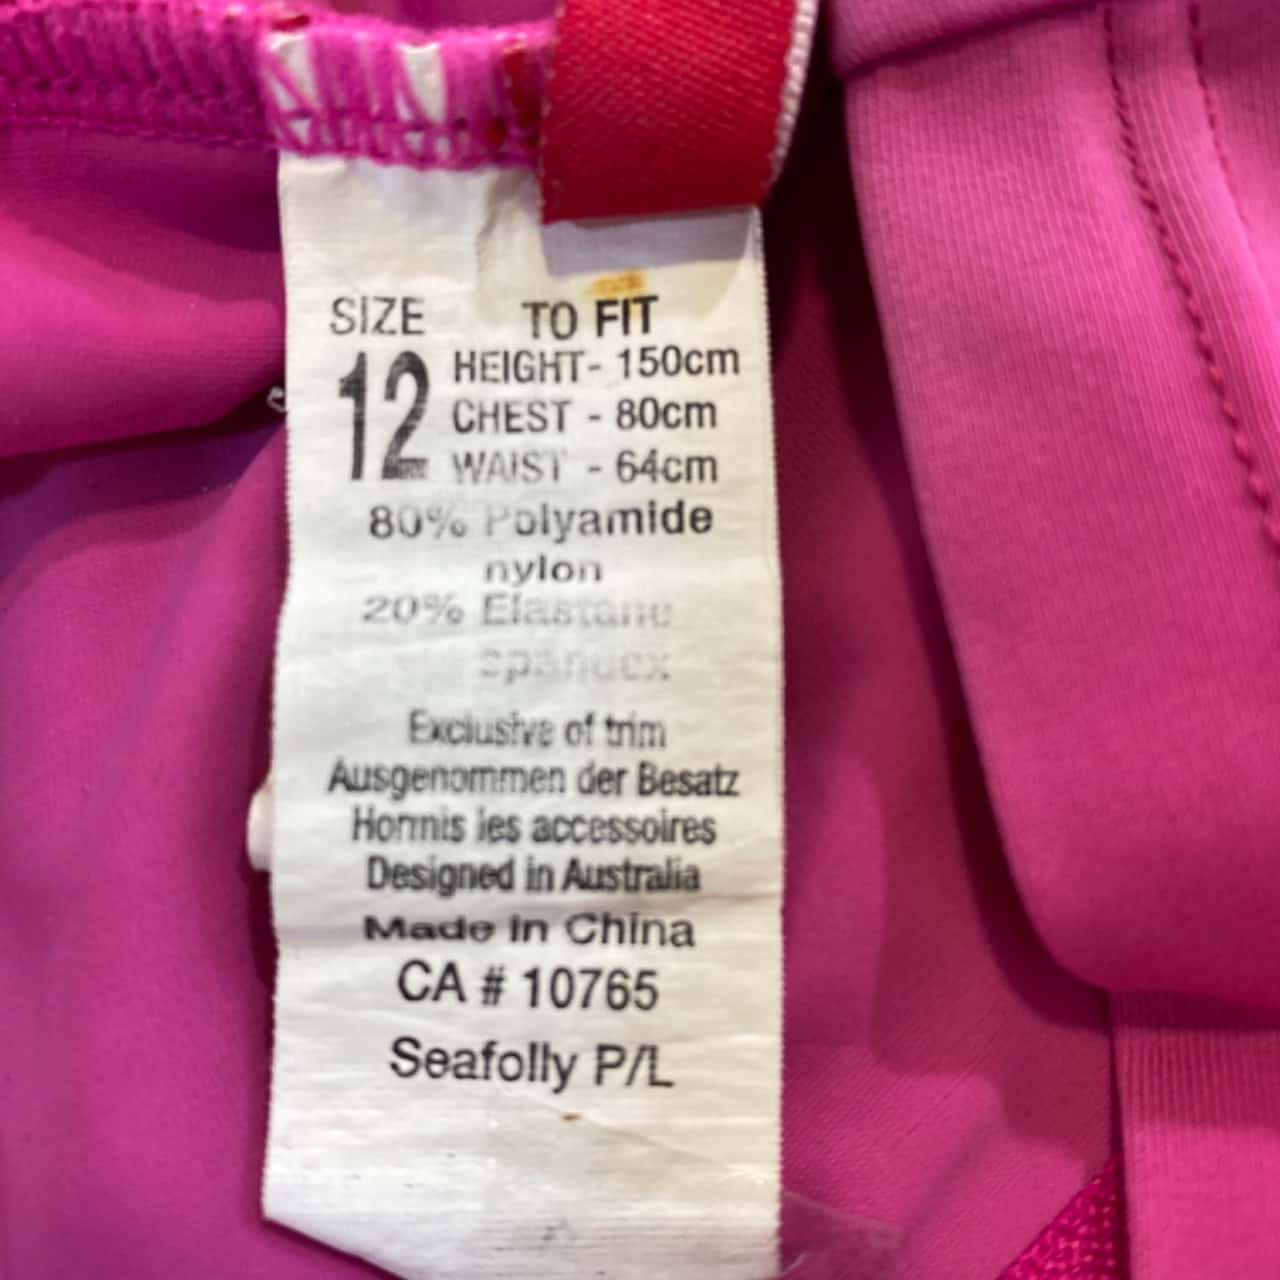 SIZE TO FIT
12 HEIGHT- 150cm
CHEST - 80cm
WAIST - 64cm
80% Polyamide
nylon
20% Elastane
spandex
Exclusive of trim
Ausgenommen der Besatz
Hormis les accessoires
Designed in Australia
Made in China
CA # 10765
Seafolly P/L